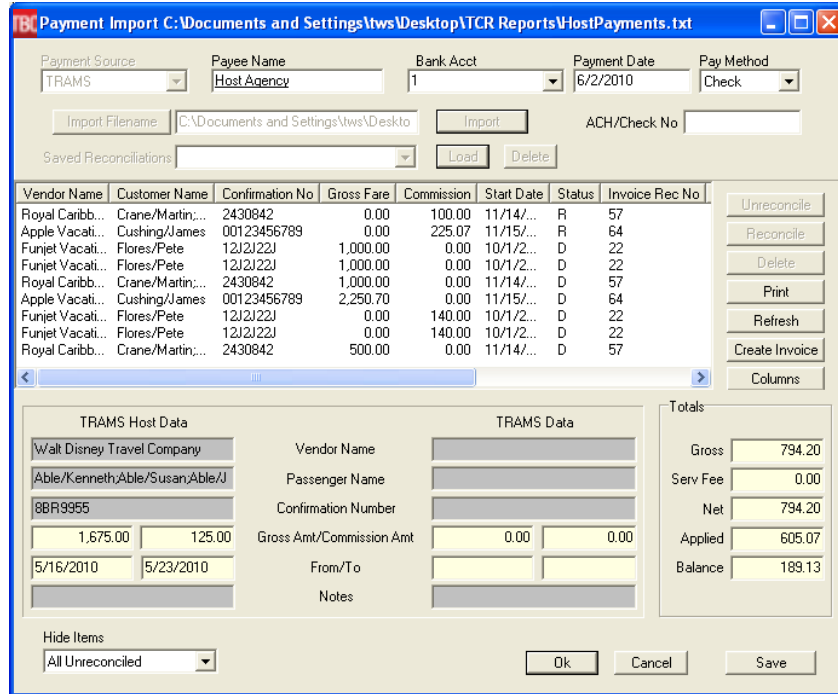 TBC Payment Import C:\Documents and Settings\tws\Desktop\TCR Reports\HostPayments.txt
Payment Source Payee Name Bank Acct Payment Date Pay Method
TRAMS Host Agency 1 6/2/2010 Check
Import Filename C:\Documents and Settings\tws\Deskto Import ACH/Check No
Saved Reconciliations Load Delete
Vendor Name Customer Name Confirmation No Gross Fare Commission Start Date Status Invoice Rec No
Royal Caribb... Crane/Martin;... 2430842 0.00 100.00 11/14/... R 57
Apple Vacati... Cushing/James 00123456789 0.00 225.07 11/15/... R 64
Funjet Vacati... Flores/Pete 12J2J22J 1,000.00 0.00 10/1/2... D 22
Funjet Vacati... Flores/Pete 12J2J22J 1,000.00 0.00 10/1/2... D 22
Royal Caribb... Crane/Martin;... 2430842 1,000.00 0.00 11/14/... D 57
Apple Vacati... Cushing/James 00123456789 2,250.70 0.00 11/15/... D 64
Funjet Vacati... Flores/Pete 12J2J22J 0.00 140.00 10/1/2... D 22
Funjet Vacati... Flores/Pete 12J2J22J 0.00 140.00 10/1/2... D 22
Royal Caribb... Crane/Martin;... 2430842 500.00 0.00 11/14/... D 57
Unreconcile
Reconcile
Delete
Print
Refresh
Create Invoice
Columns
TRAMS Host Data TRAMS Data
Walt Disney Travel Company Vendor Name
Able/Kenneth;Able/Susan;Able/J Passenger Name
8BR9955 Confirmation Number
1,675.00 125.00 Gross Amt/Commission Amt 0.00 0.00
5/16/2010 5/23/2010 From/To
Notes
Totals
Gross 794.20
Serv Fee 0.00
Net 794.20
Applied 605.07
Balance 189.13
Hide Items
All Unreconciled Ok Cancel Save